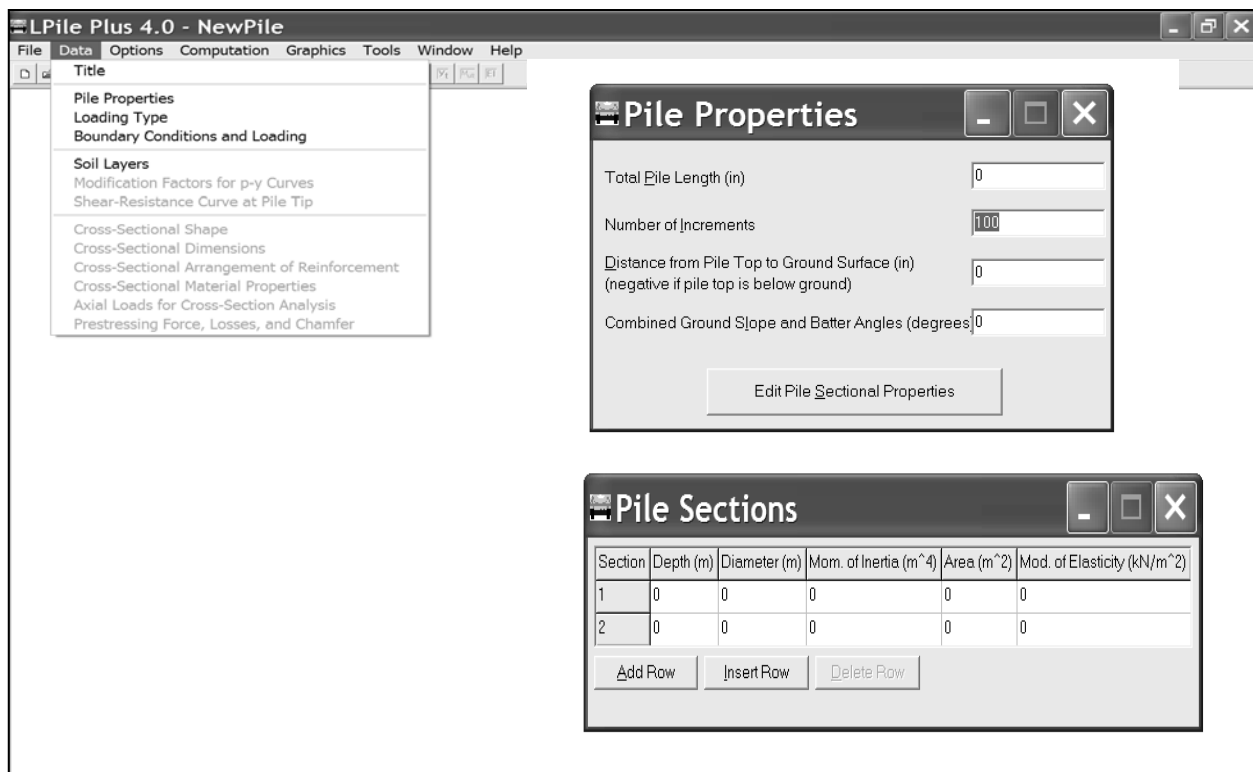 LPile Plus 4.0 - NewPile
File Data Options Computation Graphics Tools Window Help
Title
Pile Properties
Loading Type
Boundary Conditions and Loading
Soil Layers
Modification Factors for p-y Curves
Shear-Resistance Curve at Pile Tip
Cross-Sectional Shape
Cross-Sectional Dimensions
Cross-Sectional Arrangement of Reinforcement
Cross-Sectional Material Properties
Axial Loads for Cross-Section Analysis
Prestressing Force, Losses, and Chamfer
Pile Properties
Total Pile Length (in) 0
Number of Increments 100
Distance from Pile Top to Ground Surface (in) 0
(negative if pile top is below ground)
Combined Ground Slope and Batter Angles (degrees) 0
Edit Pile Sectional Properties
Pile Sections
Section Depth (m) Diameter (m) Mom. of Inertia (m^4) Area (m^2) Mod. of Elasticity (kN/m^2)
1 0 0 0 0 0
2 0 0 0 0 0
Add Row Insert Row Delete Row